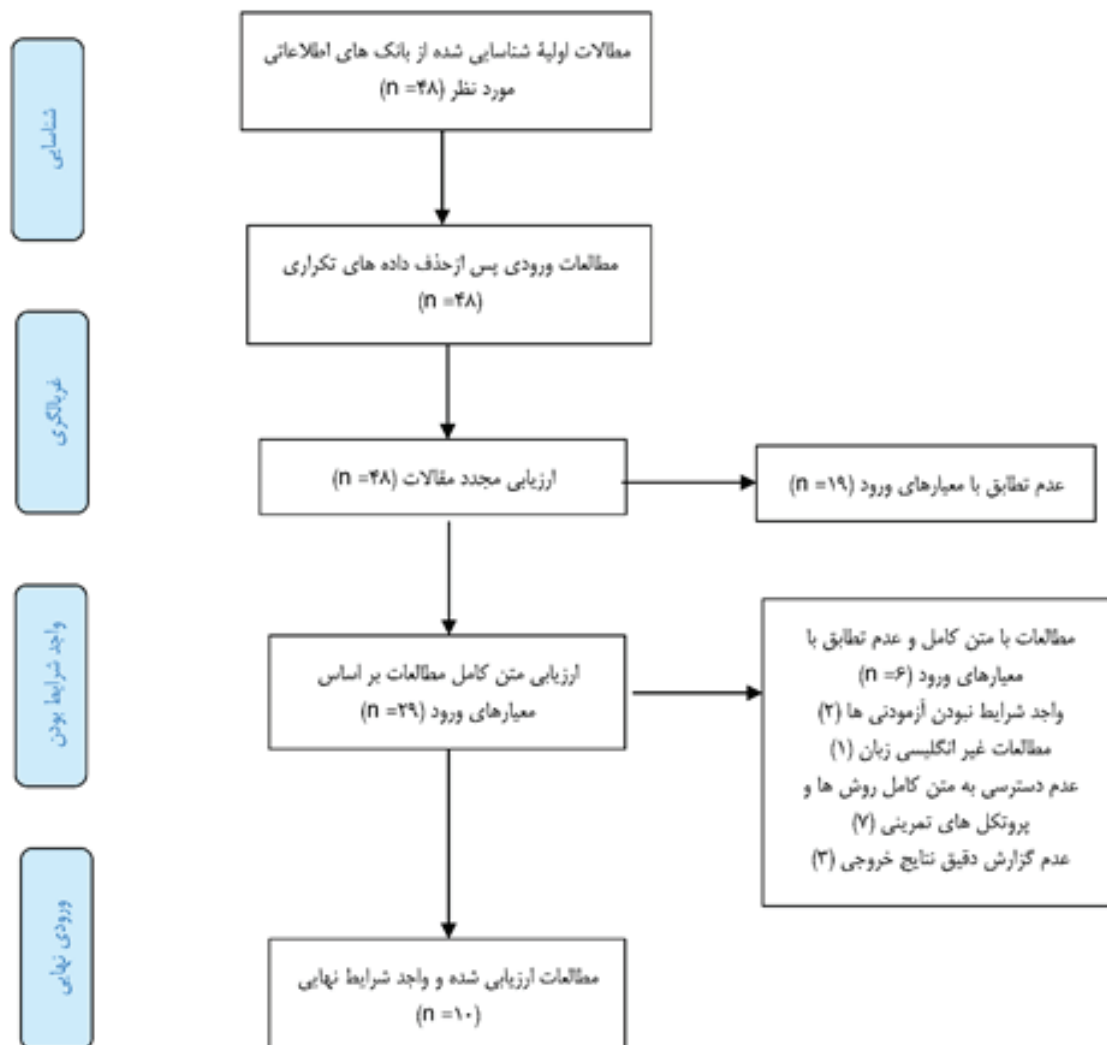 شناسایی
مطالات اولیهٔ شناسایی شده از بانک های اطلاعاتی
مورد نظر (n =۴۸)
مطالعات ورودی پس ازحذف داده های تکراری
(n =۴۸)
غربالگری
ارزیابی مجدد مقالات (n =۴۸)
عدم تطابق با معیارهای ورود (n =۱۹)
واجد شرایط بودن
ارزیابی متن کامل مطالعات بر اساس
معیارهای ورود (n =۲۹)
مطالعات با متن کامل و عدم تطابق با
معیارهای ورود (n =۶)
واجد شرایط نبودن آزمودنی ها (۲)
مطالعات غیر انگلیسی زبان (۱)
عدم دسترسی به متن کامل روش ها و
پروتکل های تمرینی (۷)
عدم گزارش دقیق نتایج خروجی (۳)
ورودی نهایی
مطالعات ارزیابی شده و واجد شرایط نهایی
(n =۱۰)